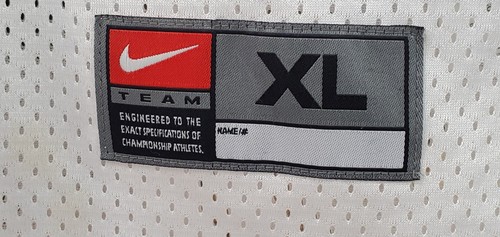 TEAM
ENGINEERED TO THE
EXACT SPECIFICATIONS OF
CHAMPIONSHIP ATHLETES.
XL
NAME/#